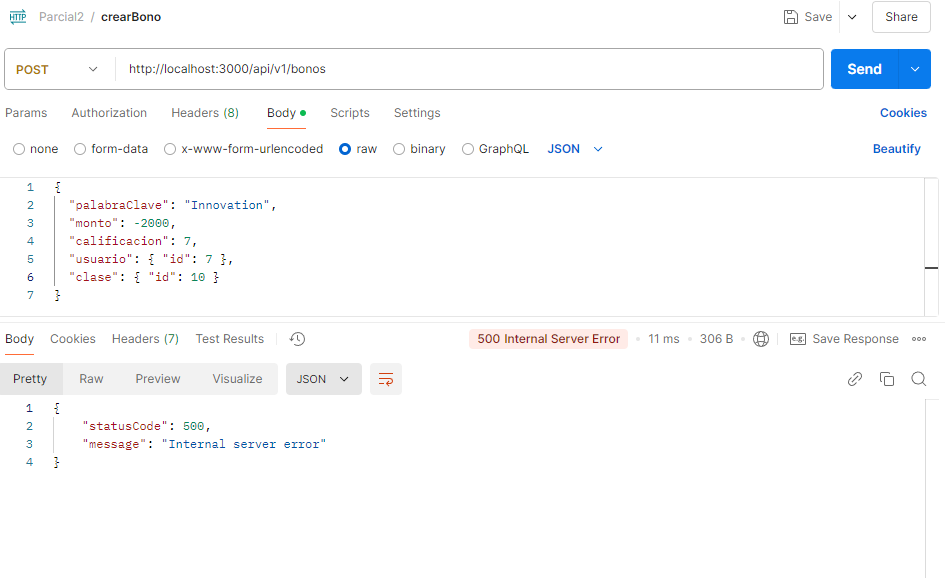 HTTP Parcial2 / crearBono Save Share
POST http://localhost:3000/api/v1/bonos Send
Params Authorization Headers (8) Body Scripts Settings Cookies
none form-data x-www-form-urlencoded raw binary GraphQL JSON Beautify
1 {
2 "palabraClave": "Innovation",
3 "monto": -2000,
4 "calificacion": 7,
5 "usuario": { "id": 7 },
6 "clase": { "id": 10 }
7 }
Body Cookies Headers (7) Test Results 500 Internal Server Error 11 ms 306 B e.g. Save Response
Pretty Raw Preview Visualize JSON
1 {
2 "statusCode": 500,
3 "message": "Internal server error"
4 }